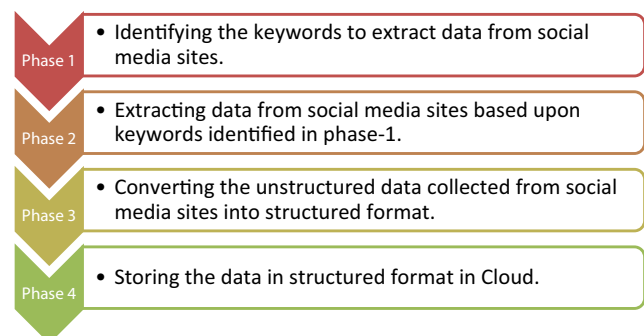 Phase 1
• Identifying the keywords to extract data from social
media sites.
Phase 2
• Extracting data from social media sites based upon
keywords identified in phase-1.
Phase 3
• Converting the unstructured data collected from social
media sites into structured format.
Phase 4
• Storing the data in structured format in Cloud.